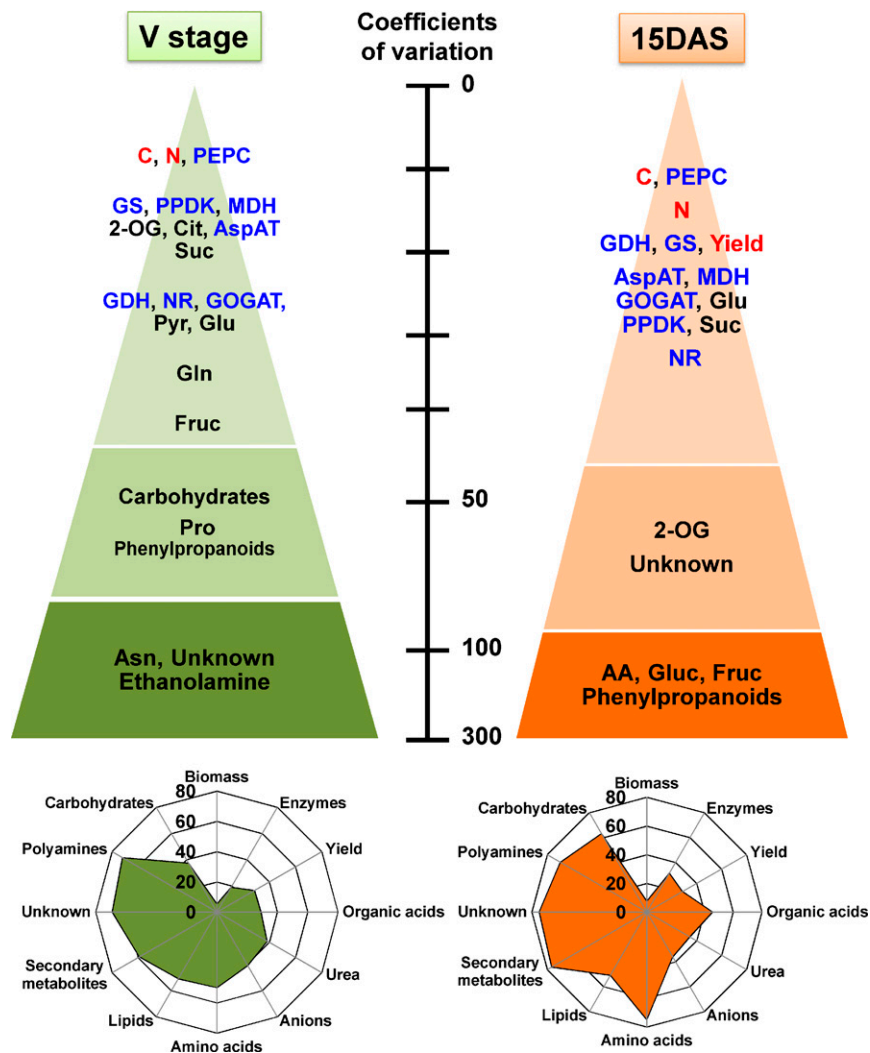 V stage
C, N, PEPC
GS, PPDK, MDH
2-OG, Cit, AspAT
Suc
GDH, NR, GOGAT,
Pyr, Glu
Gln
Fruc
Carbohydrates
Pro
Phenylpropanoids
Asn, Unknown
Ethanolamine
Coefficients
of variation
0
50
100
300
15DAS
C, PEPC
N
GDH, GS, Yield
AspAT, MDH
GOGAT, Glu
PPDK, Suc
NR
2-OG
Unknown
AA, Gluc, Fruc
Phenylpropanoids
Biomass
Enzymes
Yield
Organic acids
Urea
Anions
Amino acids
Lipids
Secondary
metabolites
Unknown
Polyamines
Carbohydrates
80
60
40
20
0
Biomass
Enzymes
Yield
Organic acids
Urea
Anions
Amino acids
Lipids
Secondary
metabolites
Unknown
Polyamines
Carbohydrates
80
60
40
20
0